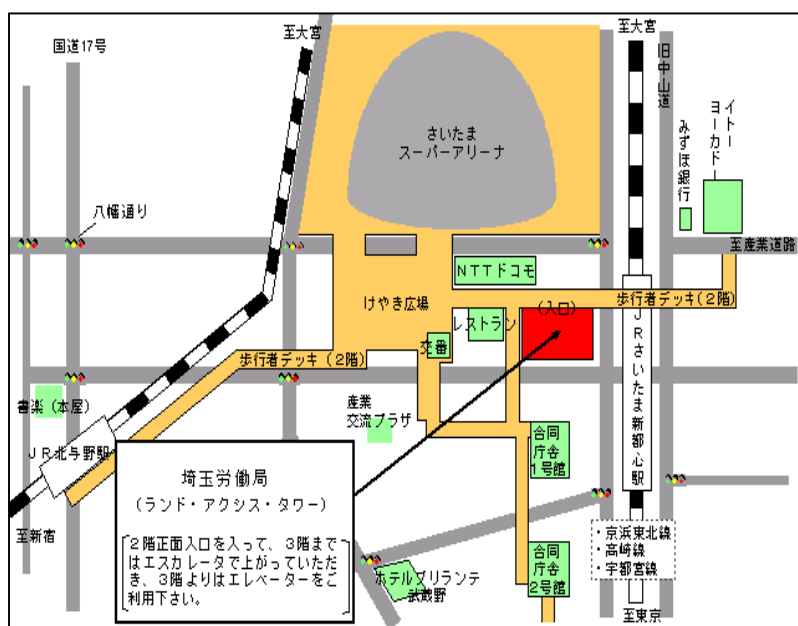 至大宮
国道17号
至大宮
旧中山道
イトーヨーカドー
みずほ銀行
さいたま
スーパーアリーナ
八幡通り
至産業道路
NTTドコモ
けやき広場
歩行者デッキ(2階)
(入口)
レストラン
交番
歩行者デッキ(2階)
JRさいたま新都心駅
書楽(本屋)
産業
交流プラザ
JR北与野駅
合同
庁舎
1号館
埼玉労働局
(ランド・アクシス・タワー)
2階正面入口を入って、3階まで
はエスカレータで上がっていただ
き、3階よりはエレベーターをご
利用下さい。
至新宿
・京浜東北線
・高崎線
・宇都宮線
合同
庁舎
2号館
ホテルブリランテ
武蔵野
至東京